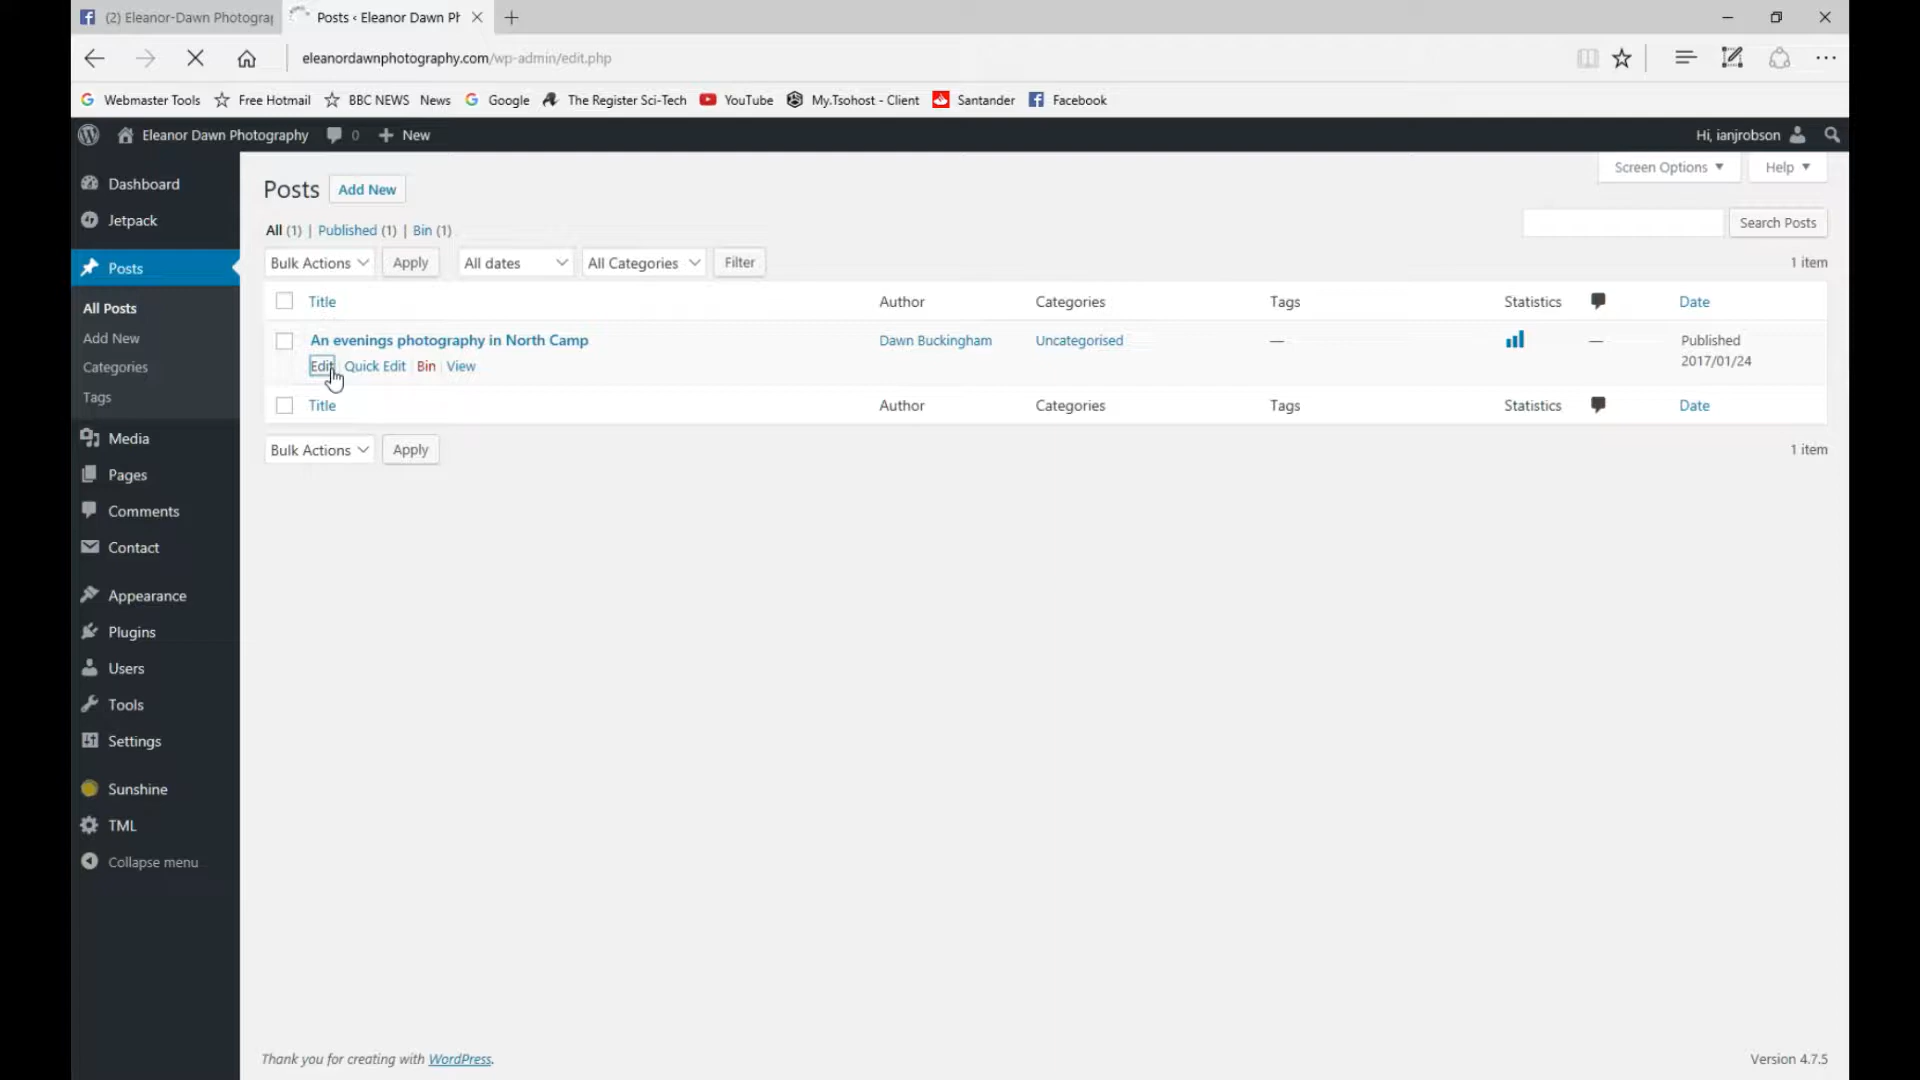 (2) Eleanor-Dawn Photograp
Posts ‹ Eleanor Dawn Ph
eleanordawnphotography.com/wp-admin/edit.php
Webmaster Tools Free Hotmail BBC NEWS News Google The Register Sci-Tech YouTube My.Tsohost - Client Santander Facebook
Eleanor Dawn Photography 0 New Hi, ianjrobson
Screen Options Help
Dashboard
Jetpack
Posts
All Posts
Add New
Categories
Tags
Media
Pages
Comments
Contact
Appearance
Plugins
Users
Tools
Settings
Sunshine
TML
Collapse menu
Posts Add New
All (1) | Published (1) | Bin (1)
Search Posts
Bulk Actions Apply All dates All Categories Filter 1 item
Title Author Categories Tags Statistics Date
An evenings photography in North Camp Dawn Buckingham Uncategorised — — Published
2017/01/24
Edit | Quick Edit | Bin | View
Title Author Categories Tags Statistics Date
Bulk Actions Apply 1 item
Thank you for creating with WordPress. Version 4.7.5